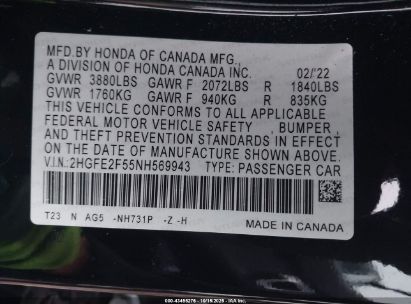 MFD.BY HONDA OF CANADA MFG.,
A DIVISION OF HONDA CANADA INC. 02/'22
GVWR 3880LBS GAWR F 2072LBS R 1840LBS
GVWR 1760KG GAWR F 940KG R 835KG
THIS VEHICLE CONFORMS TO ALL APPLICABLE
FEDERAL MOTOR VEHICLE SAFETY , BUMPER ,
AND THEFT PREVENTION STANDARDS IN EFFECT
ON THE DATE OF MANUFACTURE SHOWN ABOVE.
V.I.N:2HGFE2F55NH569943 TYPE:PASSENGER CAR
T23 N AG5 -NH731P -Z -H MADE IN CANADA